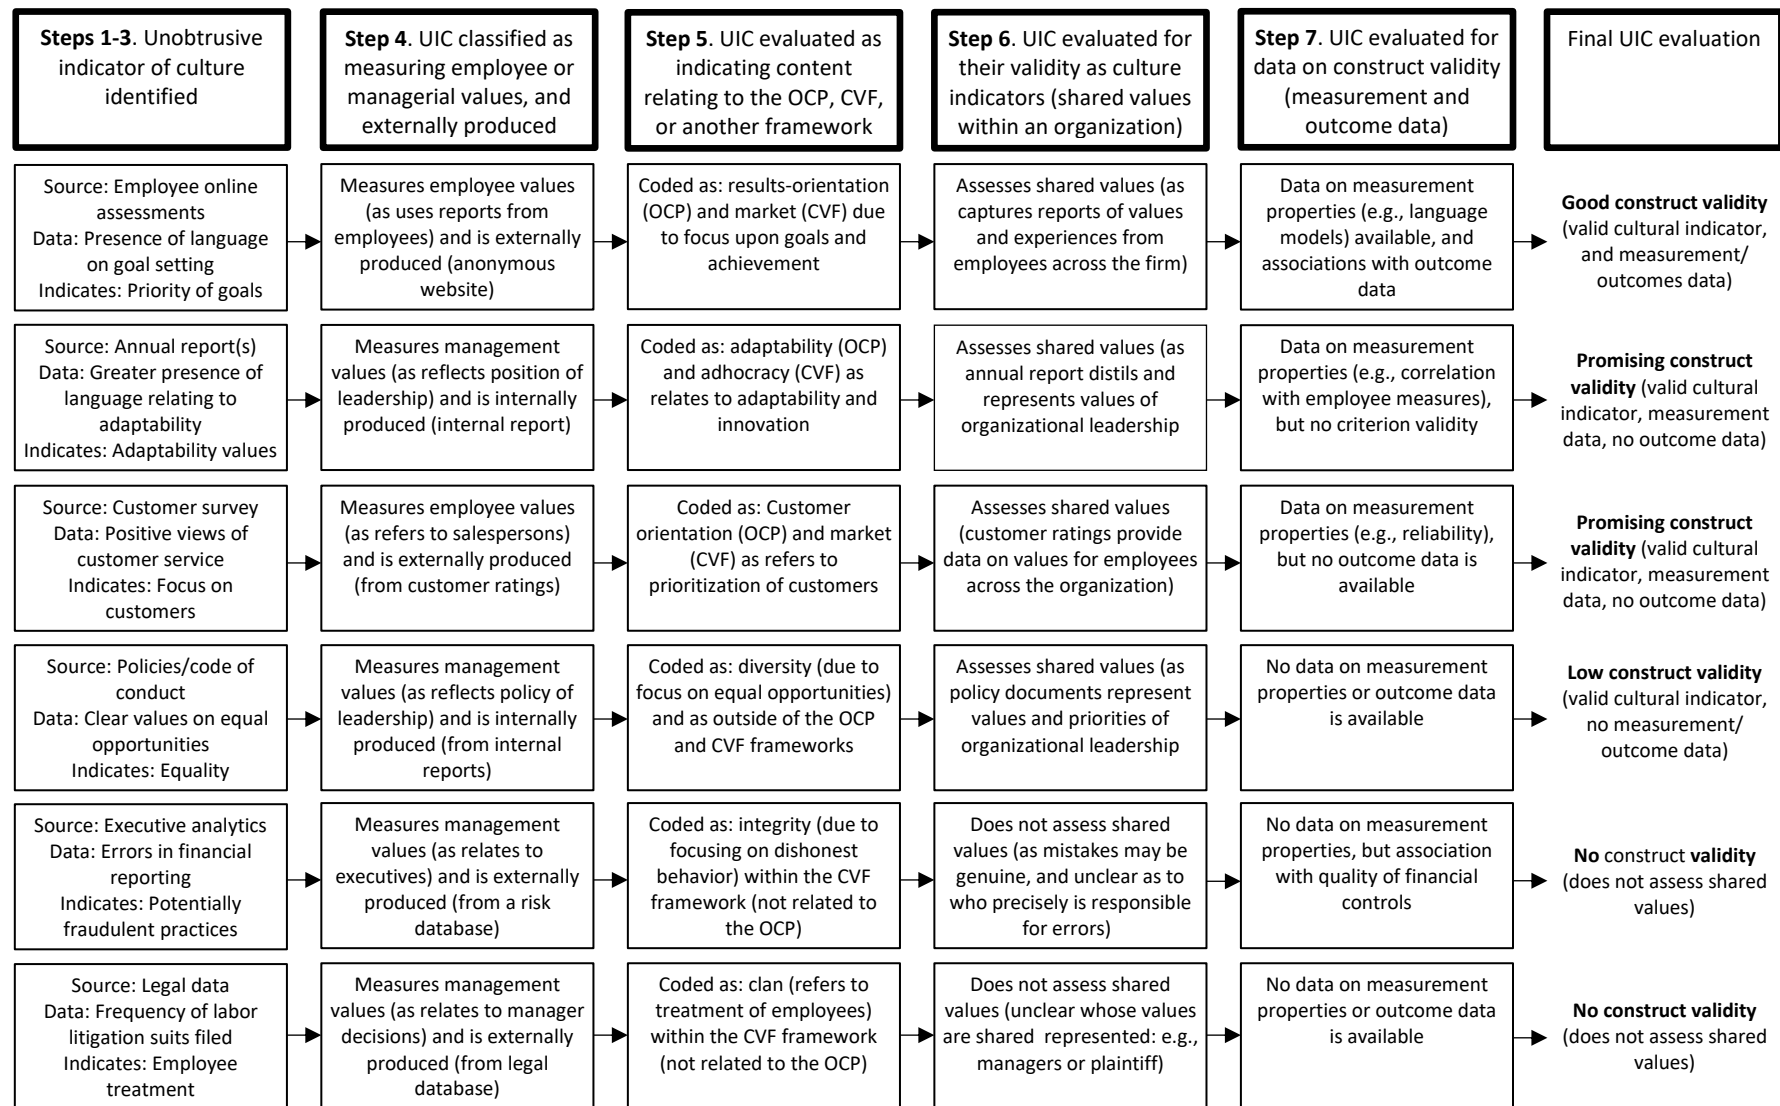 Steps 1-3. Unobtrusive
indicator of culture
identified
Step 4. UIC classified as
measuring employee or
managerial values, and
externally produced
Step 5. UIC evaluated as
indicating content
relating to the OCP, CVF,
or another framework
Step 6. UIC evaluated for
their validity as culture
indicators (shared values
within an organization)
Step 7. UIC evaluated for
data on construct validity
(measurement and
outcome data)
Final UIC evaluation
Source: Employee online
assessments
Data: Presence of language
on goal setting
Indicates: Priority of goals
Measures employee values
(as uses reports from
employees) and is externally
produced (anonymous
website)
Coded as: results-orientation
(OCP) and market (CVF) due
to focus upon goals and
achievement
Assesses shared values (as
captures reports of values
and experiences from
employees across the firm)
Data on measurement
properties (e.g., language
models) available, and
associations with outcome
data
Good construct validity
(valid cultural indicator,
and measurement/
outcomes data)
Source: Annual report(s)
Data: Greater presence of
language relating to
adaptability
Indicates: Adaptability values
Measures management
values (as reflects position of
leadership) and is internally
produced (internal report)
Coded as: adaptability (OCP)
and adhocracy (CVF) as
relates to adaptability and
innovation
Assesses shared values (as
annual report distils and
represents values of
organizational leadership
Data on measurement
properties (e.g., correlation
with employee measures),
but no criterion validity
Promising construct
validity (valid cultural
indicator, measurement
data, no outcome data)
Source: Customer survey
Data: Positive views of
customer service
Indicates: Focus on
customers
Measures employee values
(as refers to salespersons)
and is externally produced
(from customer ratings)
Coded as: Customer
orientation (OCP) and market
(CVF) as refers to
prioritization of customers
Assesses shared values
(customer ratings provide
data on values for employees
across the organization)
Data on measurement
properties (e.g., reliability),
but no outcome data is
available
Promising construct
validity (valid cultural
indicator, measurement
data, no outcome data)
Source: Policies/code of
conduct
Data: Clear values on equal
opportunities
Indicates: Equality
Measures management
values (as reflects policy of
leadership) and is internally
produced (from internal
reports)
Coded as: diversity (due to
focus on equal opportunities)
and as outside of the OCP
and CVF frameworks
Assesses shared values (as
policy documents represent
values and priorities of
organizational leadership
No data on measurement
properties or outcome data
is available
Low construct validity
(valid cultural indicator,
no measurement/
outcome data)
Source: Executive analytics
Data: Errors in financial
reporting
Indicates: Potentially
fraudulent practices
Measures management
values (as relates to
executives) and is externally
produced (from a risk
database)
Coded as: integrity (due to
focusing on dishonest
behavior) within the CVF
framework (not related to
the OCP)
Does not assess shared
values (as mistakes may be
genuine, and unclear as to
who precisely is responsible
for errors)
No data on measurement
properties, but association
with quality of financial
controls
No construct validity
(does not assess shared
values)
Source: Legal data
Data: Frequency of labor
litigation suits filed
Indicates: Employee
treatment
Measures management
values (as relates to manager
decisions) and is externally
produced (from legal
database)
Coded as: clan (refers to
treatment of employees)
within the CVF framework
(not related to the OCP)
Does not assess shared
values (unclear whose values
are shared represented: e.g.,
managers or plaintiff)
No data on measurement
properties or outcome data
is available
No construct validity
(does not assess shared
values)